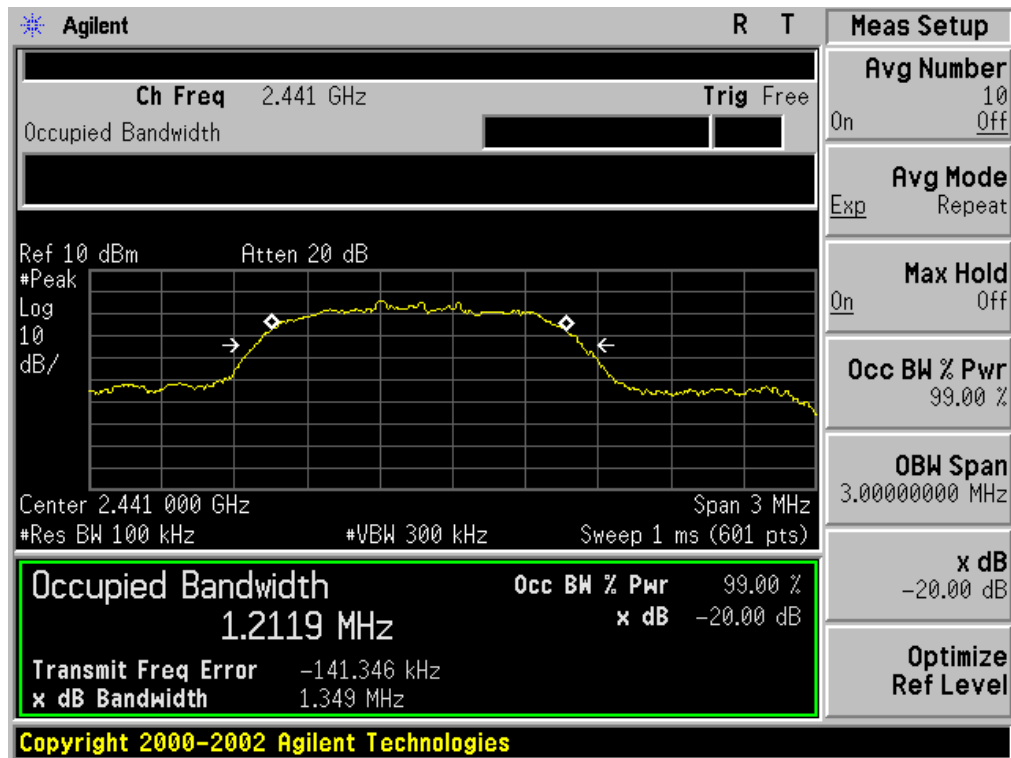 Agilent R T
Ch Freq 2.441 GHz Trig Free
Occupied Bandwidth
Ref 10 dBm Atten 20 dB
#Peak
Log
10
dB/
Center 2.441 000 GHz Span 3 MHz
#Res BW 100 kHz #VBW 300 kHz Sweep 1 ms (601 pts)
Occupied Bandwidth Occ BW % Pwr 99.00 %
1.2119 MHz x dB -20.00 dB
Transmit Freq Error -141.346 kHz
x dB Bandwidth 1.349 MHz
Copyright 2000-2002 Agilent Technologies
Meas Setup
Avg Number
10
On Off
Avg Mode
Exp Repeat
Max Hold
On Off
Occ BW % Pwr
99.00 %
OBW Span
3.00000000 MHz
x dB
-20.00 dB
Optimize
Ref Level